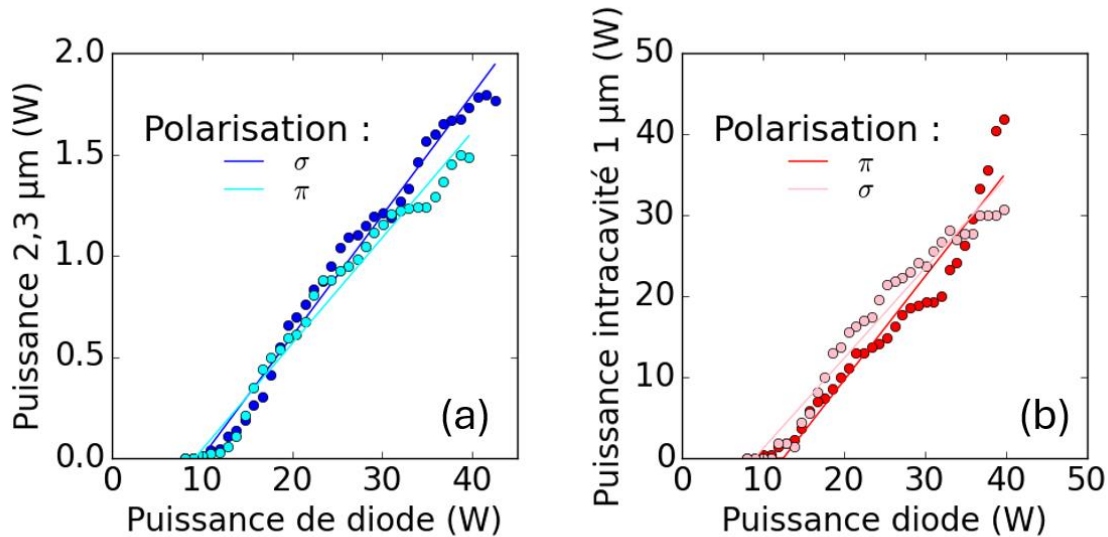 Puissance 2,3 µm (W)
2.0
1.5
1.0
0.5
0.0
Polarisation :
σ
π
(a)
0 10 20 30 40
Puissance de diode (W)
Puissance intracavité 1 µm (W)
50
40
30
20
10
0
Polarisation :
π
σ
(b)
0 10 20 30 40 50
Puissance diode (W)